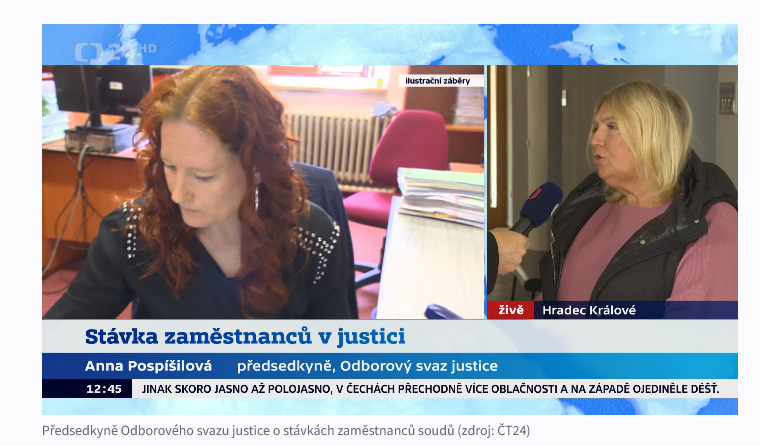 24 HD
ilustrační záběry
živě Hradec Králové
Stávka zaměstnanců v justici
Anna Pospíšilová předsedkyně, Odborový svaz justice
12:45 JINAK SKORO JASNO AŽ POLOJASNO, V ČECHÁCH PŘECHODNĚ VÍCE OBLAČNOSTI A NA ZÁPADĚ OJEDINĚLE DÉŠŤ.
Předsedkyně Odborového svazu justice o stávkách zaměstnanců soudů (zdroj: ČT24)